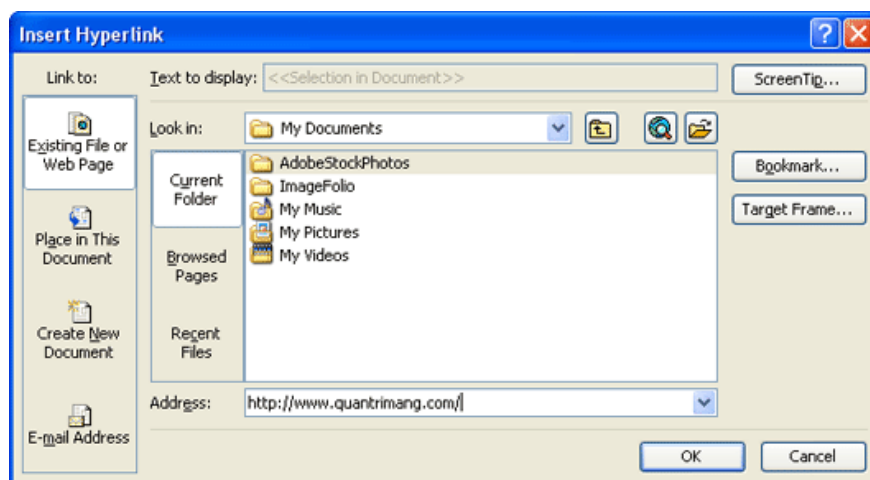 Insert Hyperlink
Link to:
Text to display:
<<Selection in Document>>
ScreenTip...
Existing File or
Web Page
Place in This
Document
Create New
Document
E-mail Address
Look in:
My Documents
Current
Folder
Browsed
Pages
Recent
Files
AdobeStockPhotos
ImageFolio
My Music
My Pictures
My Videos
Bookmark...
Target Frame...
Address:
http://www.quantrimang.com/
OK
Cancel